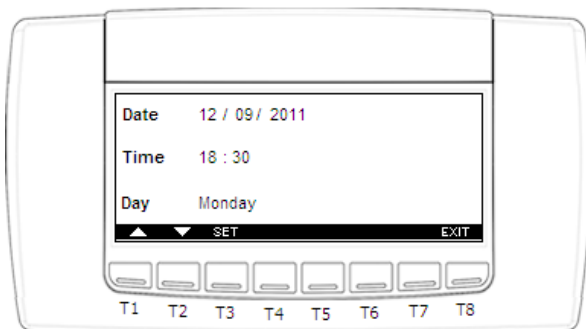 Date 12 / 09 / 2011
Time 18 : 30
Day Monday
SET EXIT
T1 T2 T3 T4 T5 T6 T7 T8